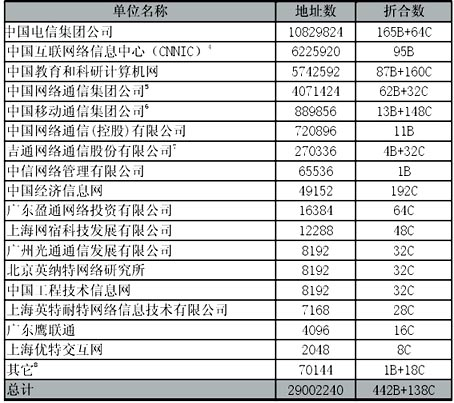 单位名称 地址数 折合数
中国电信集团公司 10829824 165B+64C
中国互联网络信息中心（CNNIC）⁴ 6225920 95B
中国教育和科研计算机网 5742592 87B+160C
中国网络通信集团公司⁵ 4071424 62B+32C
中国移动通信集团公司⁶ 889856 13B+148C
中国网络通信(控股)有限公司 720896 11B
吉通网络通信股份有限公司⁷ 270336 4B+32C
中信网络管理有限公司 65536 1B
中国经济信息网 49152 192C
广东盈通网络投资有限公司 16384 64C
上海网宿科技发展有限公司 12288 48C
广州光通通信发展有限公司 8192 32C
北京英纳特网络研究所 8192 32C
中国工程技术信息网 8192 32C
上海英特耐特网络信息技术有限公司 7168 28C
广东鹰联通 4096 16C
上海优特交互网 2048 8C
其它⁸ 70144 1B+18C
总计 29002240 442B+138C